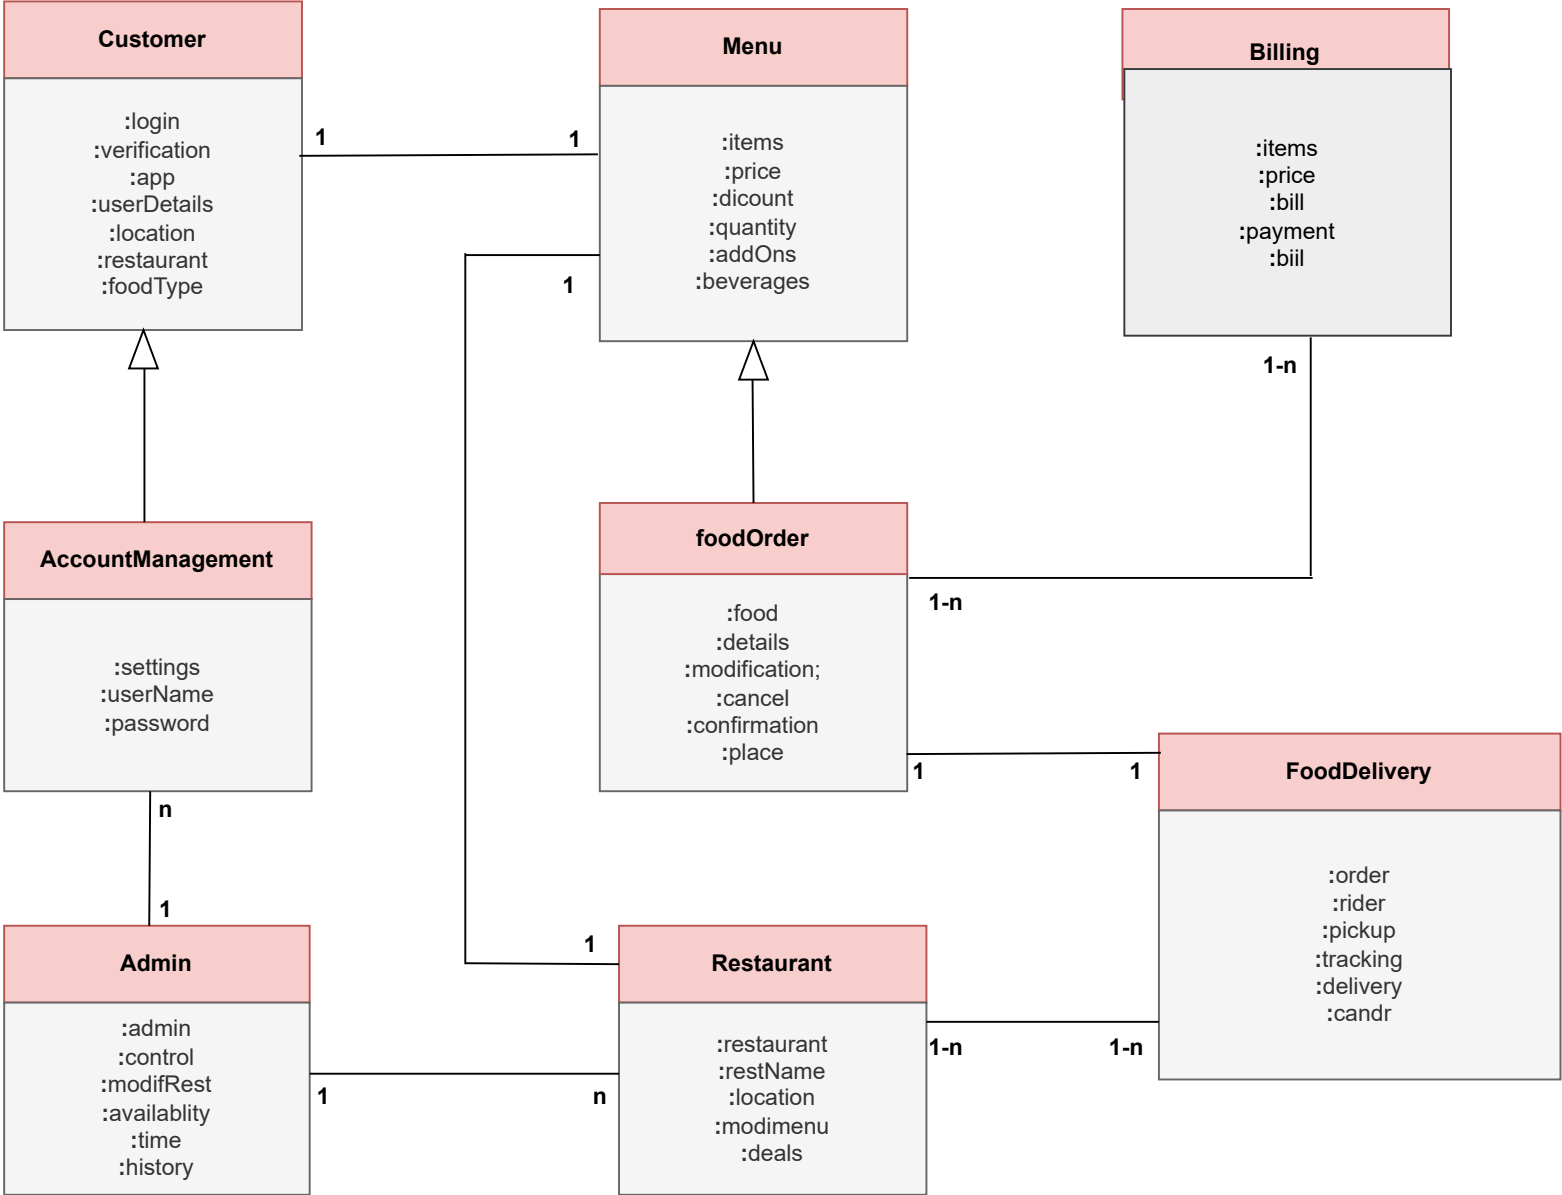 Customer
:login
:verification
:app
:userDetails
:location
:restaurant
:foodType
1
1
Menu
:items
:price
:dicount
:quantity
:addOns
:beverages
1
Billing
:items
:price
:bill
:payment
:biil
1-n
AccountManagement
:settings
:userName
:password
n
1
foodOrder
:food
:details
:modification;
:cancel
:confirmation
:place
1-n
1
1
FoodDelivery
:order
:rider
:pickup
:tracking
:delivery
:candr
Admin
:admin
:control
:modifRest
:availablity
:time
:history
1
n
1
Restaurant
:restaurant
:restName
:location
:modimenu
:deals
1-n
1-n